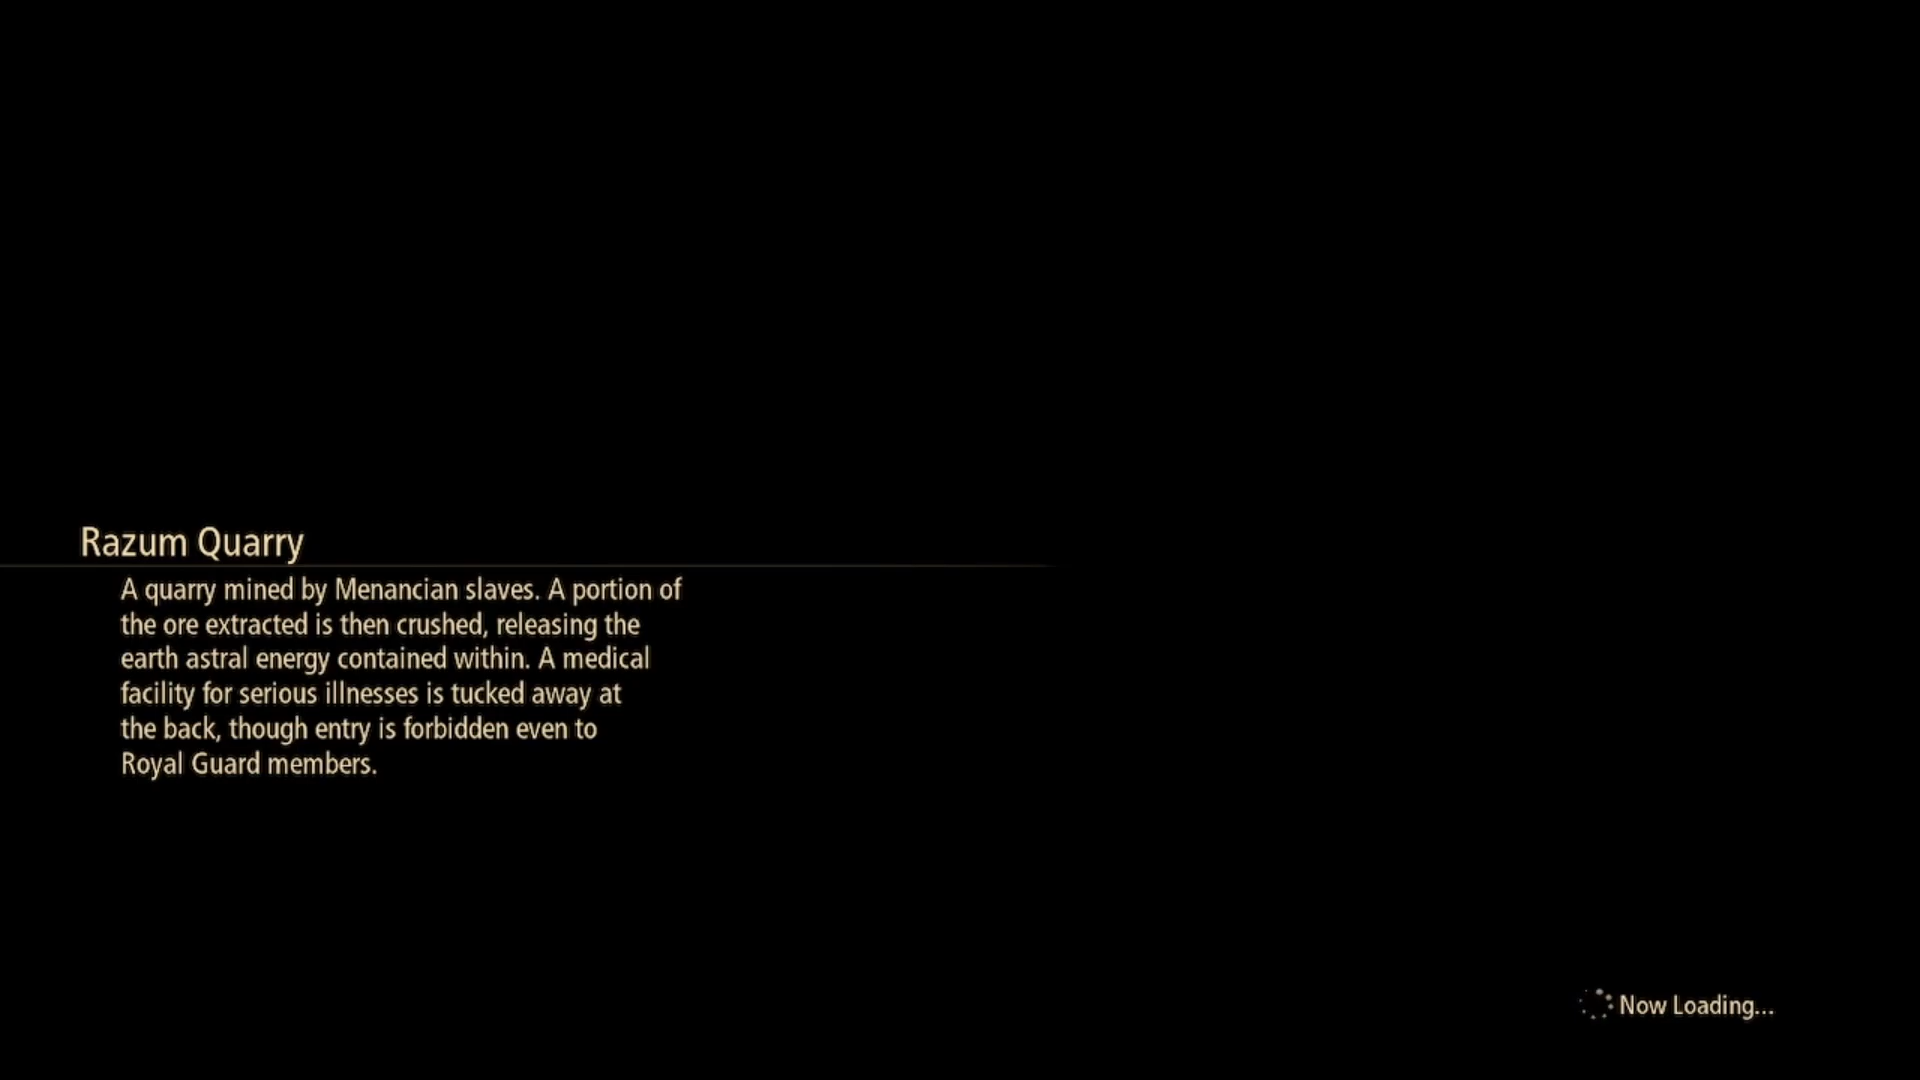 Razum Quarry
A quarry mined by Menancian slaves. A portion of
the ore extracted is then crushed, releasing the
earth astral energy contained within. A medical
facility for serious illnesses is tucked away at
the back, though entry is forbidden even to
Royal Guard members.
Now Loading...